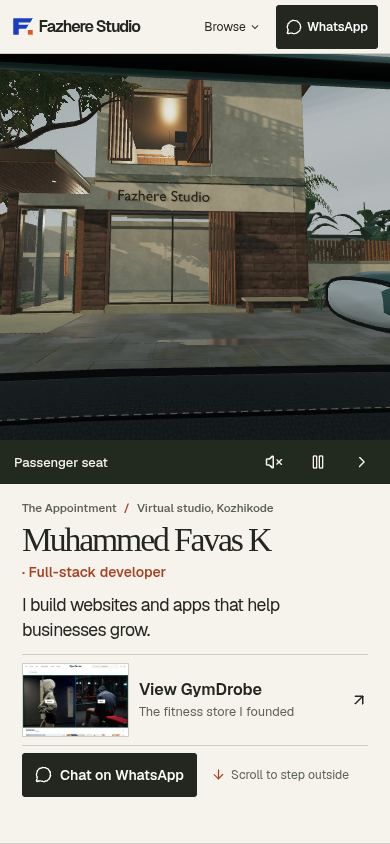 Fazhere Studio
Browse
WhatsApp
Fazhere Studio
Passenger seat
The Appointment / Virtual studio, Kozhikode
Muhammed Favas K
· Full-stack developer
I build websites and apps that help
businesses grow.
View GymDrobe
The fitness store I founded
Chat on WhatsApp
Scroll to step outside